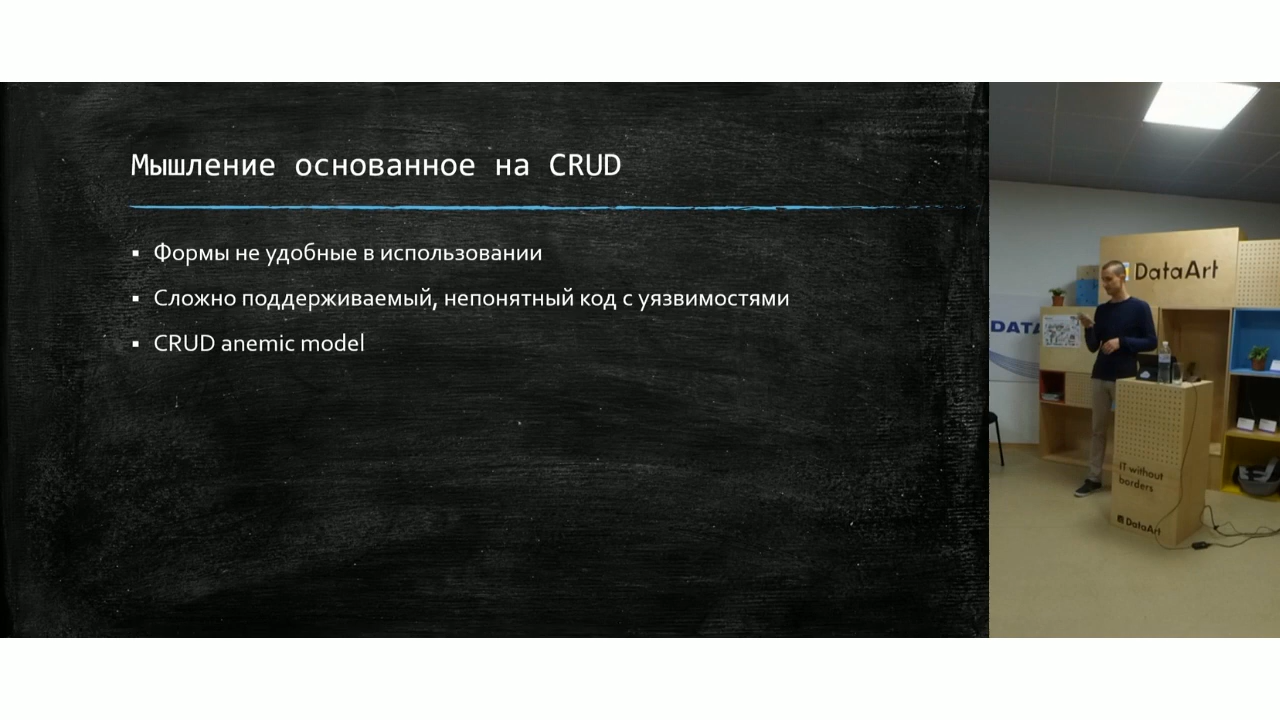 Мышление основанное на CRUD
▪ Формы не удобные в использовании
▪ Сложно поддерживаемый, непонятный код с уязвимостями
▪ CRUD anemic model
DataArt
DATA
IT without
borders
DataArt